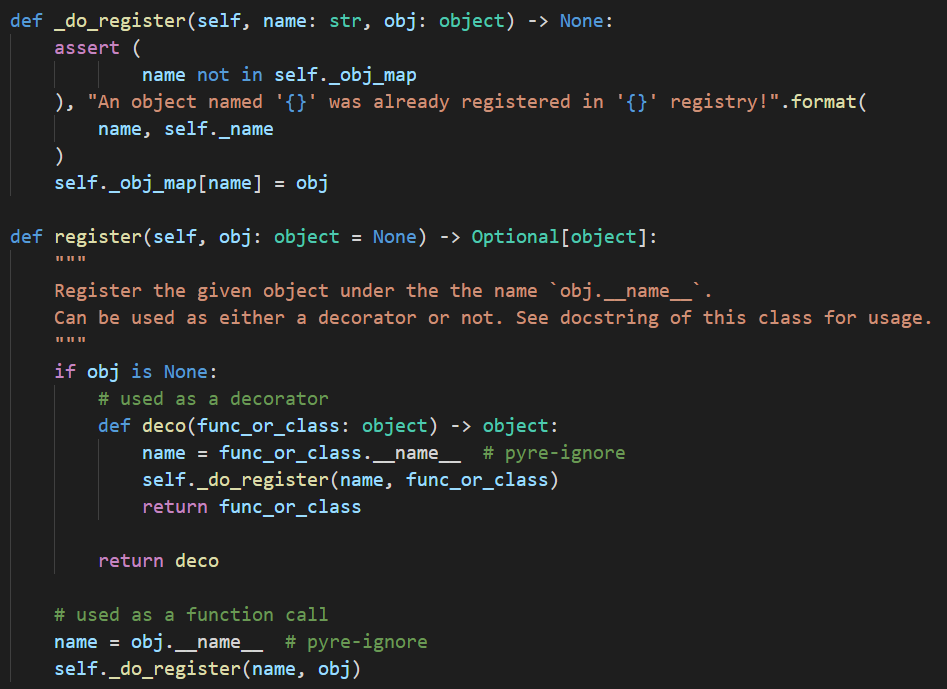 def _do_register(self, name: str, obj: object) -> None:
    assert (
            name not in self._obj_map
    ), "An object named '{}' was already registered in '{}' registry!".format(
        name, self._name
    )
    self._obj_map[name] = obj

def register(self, obj: object = None) -> Optional[object]:
    """
    Register the given object under the the name `obj.__name__`.
    Can be used as either a decorator or not. See docstring of this class for usage.
    """
    if obj is None:
        # used as a decorator
        def deco(func_or_class: object) -> object:
            name = func_or_class.__name__  # pyre-ignore
            self._do_register(name, func_or_class)
            return func_or_class

        return deco

    # used as a function call
    name = obj.__name__  # pyre-ignore
    self._do_register(name, obj)